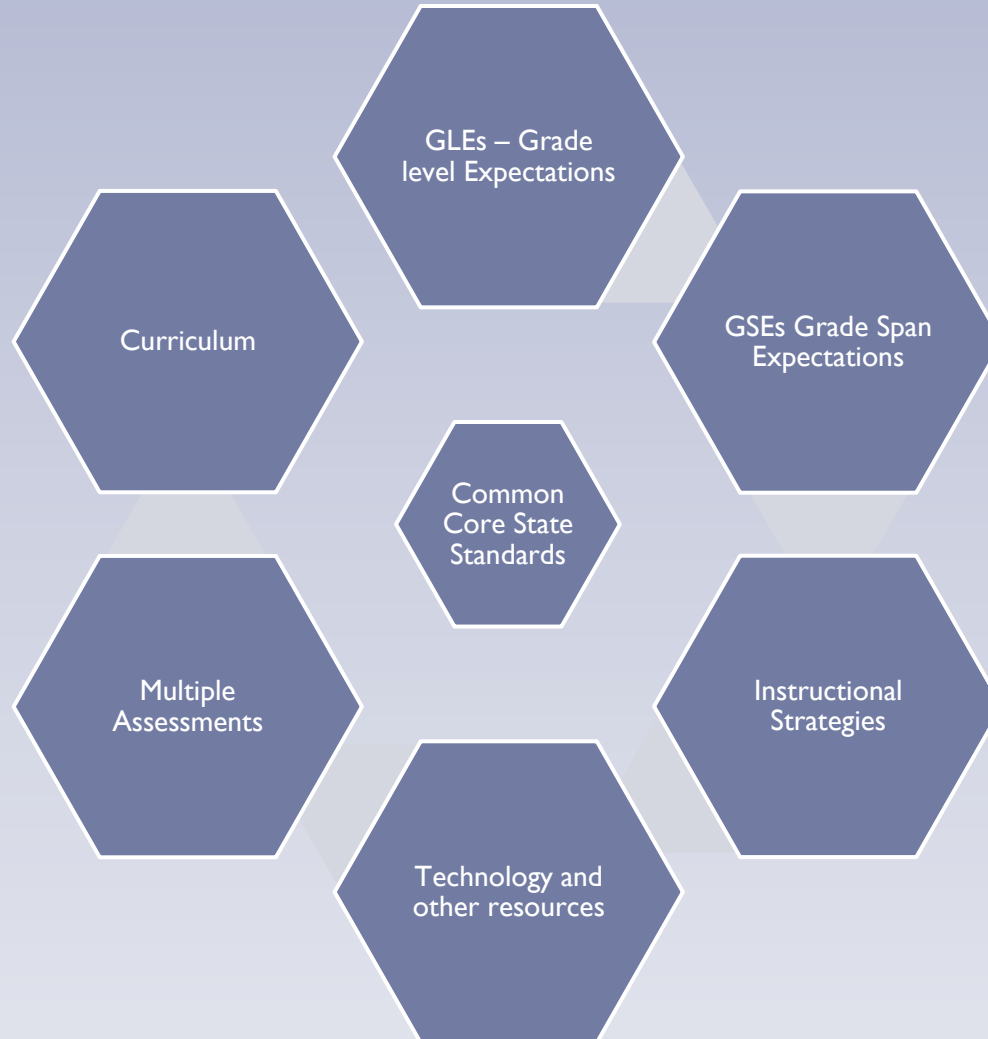 GLEs – Grade
level Expectations
GSEs Grade Span
Expectations
Curriculum
Common
Core State
Standards
Multiple
Assessments
Instructional
Strategies
Technology and
other resources